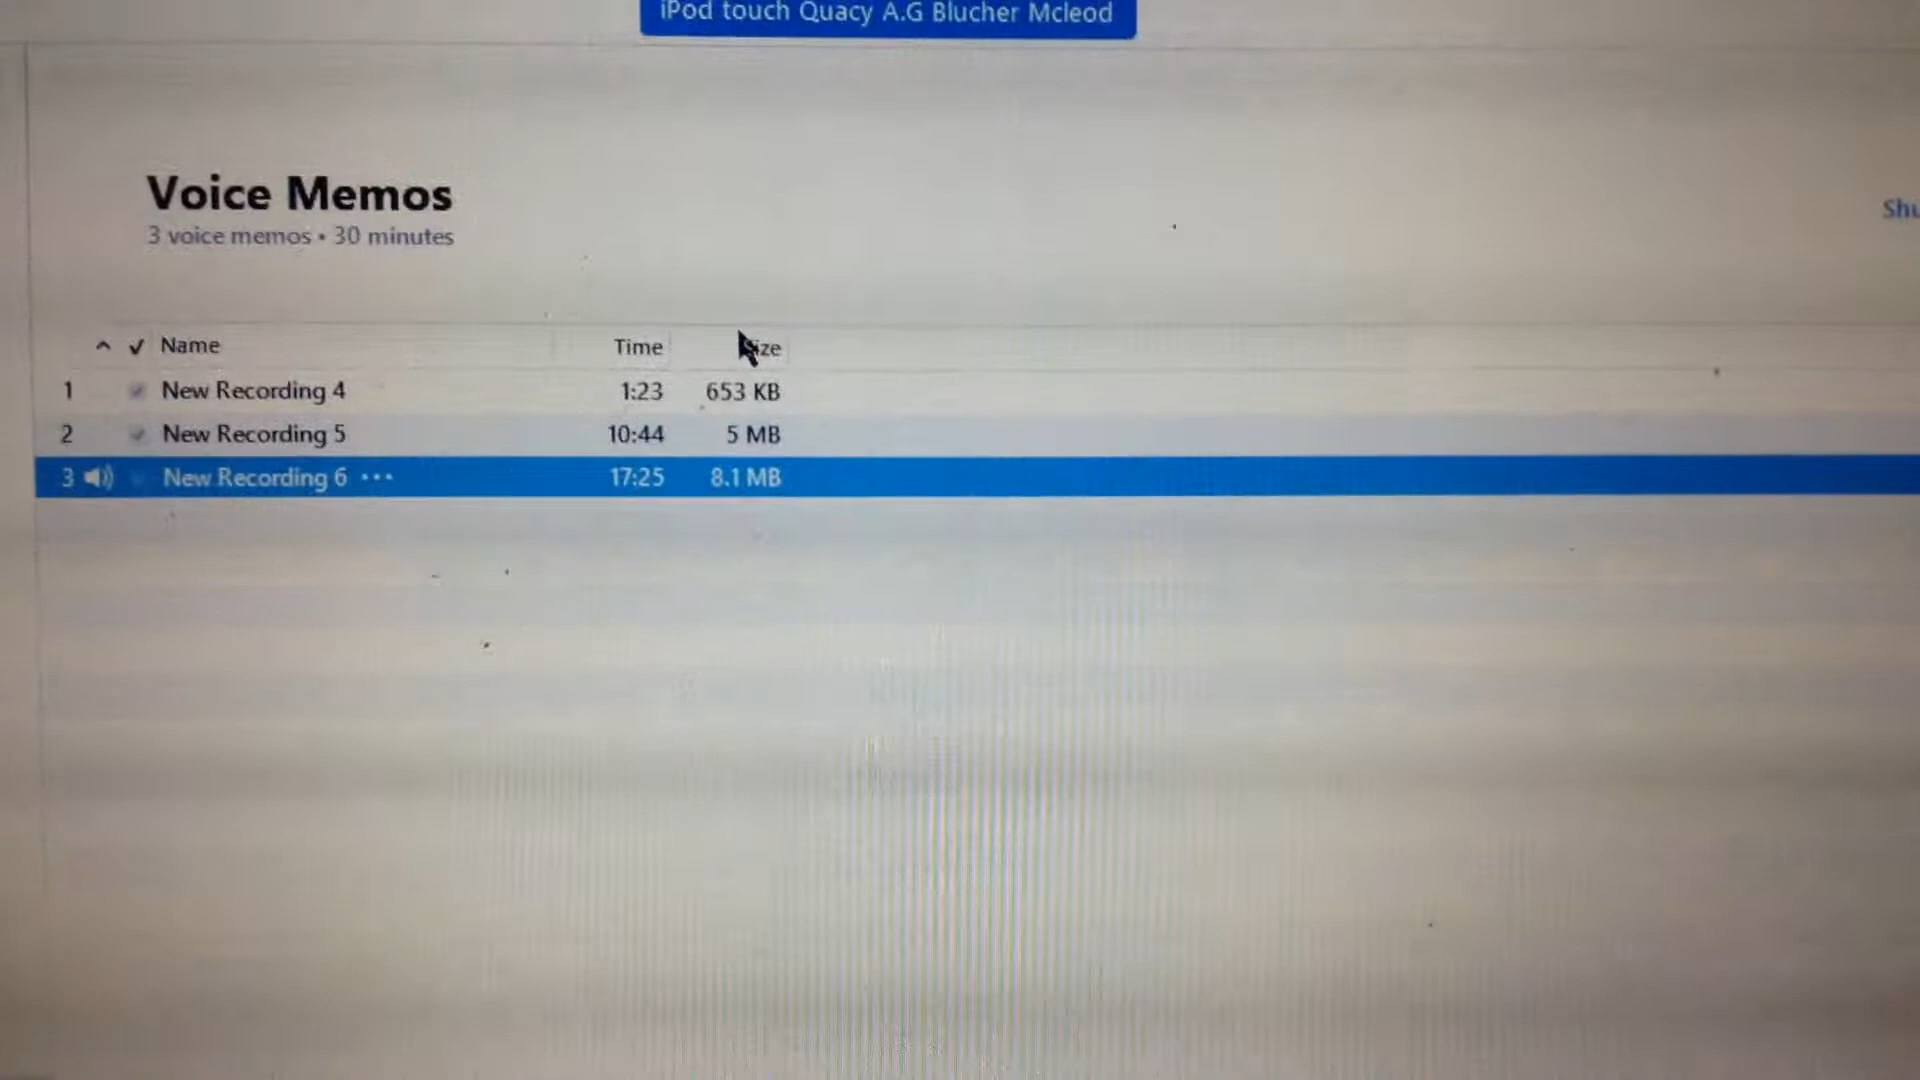 iPod touch Quacy A.G Blucher Mcleod
Voice Memos
3 voice memos • 30 minutes
Name Time
1 New Recording 4 1:23 653 KB
2 New Recording 5 10:44 5 MB
3 New Recording 6 ••• 17:25 8.1 MB